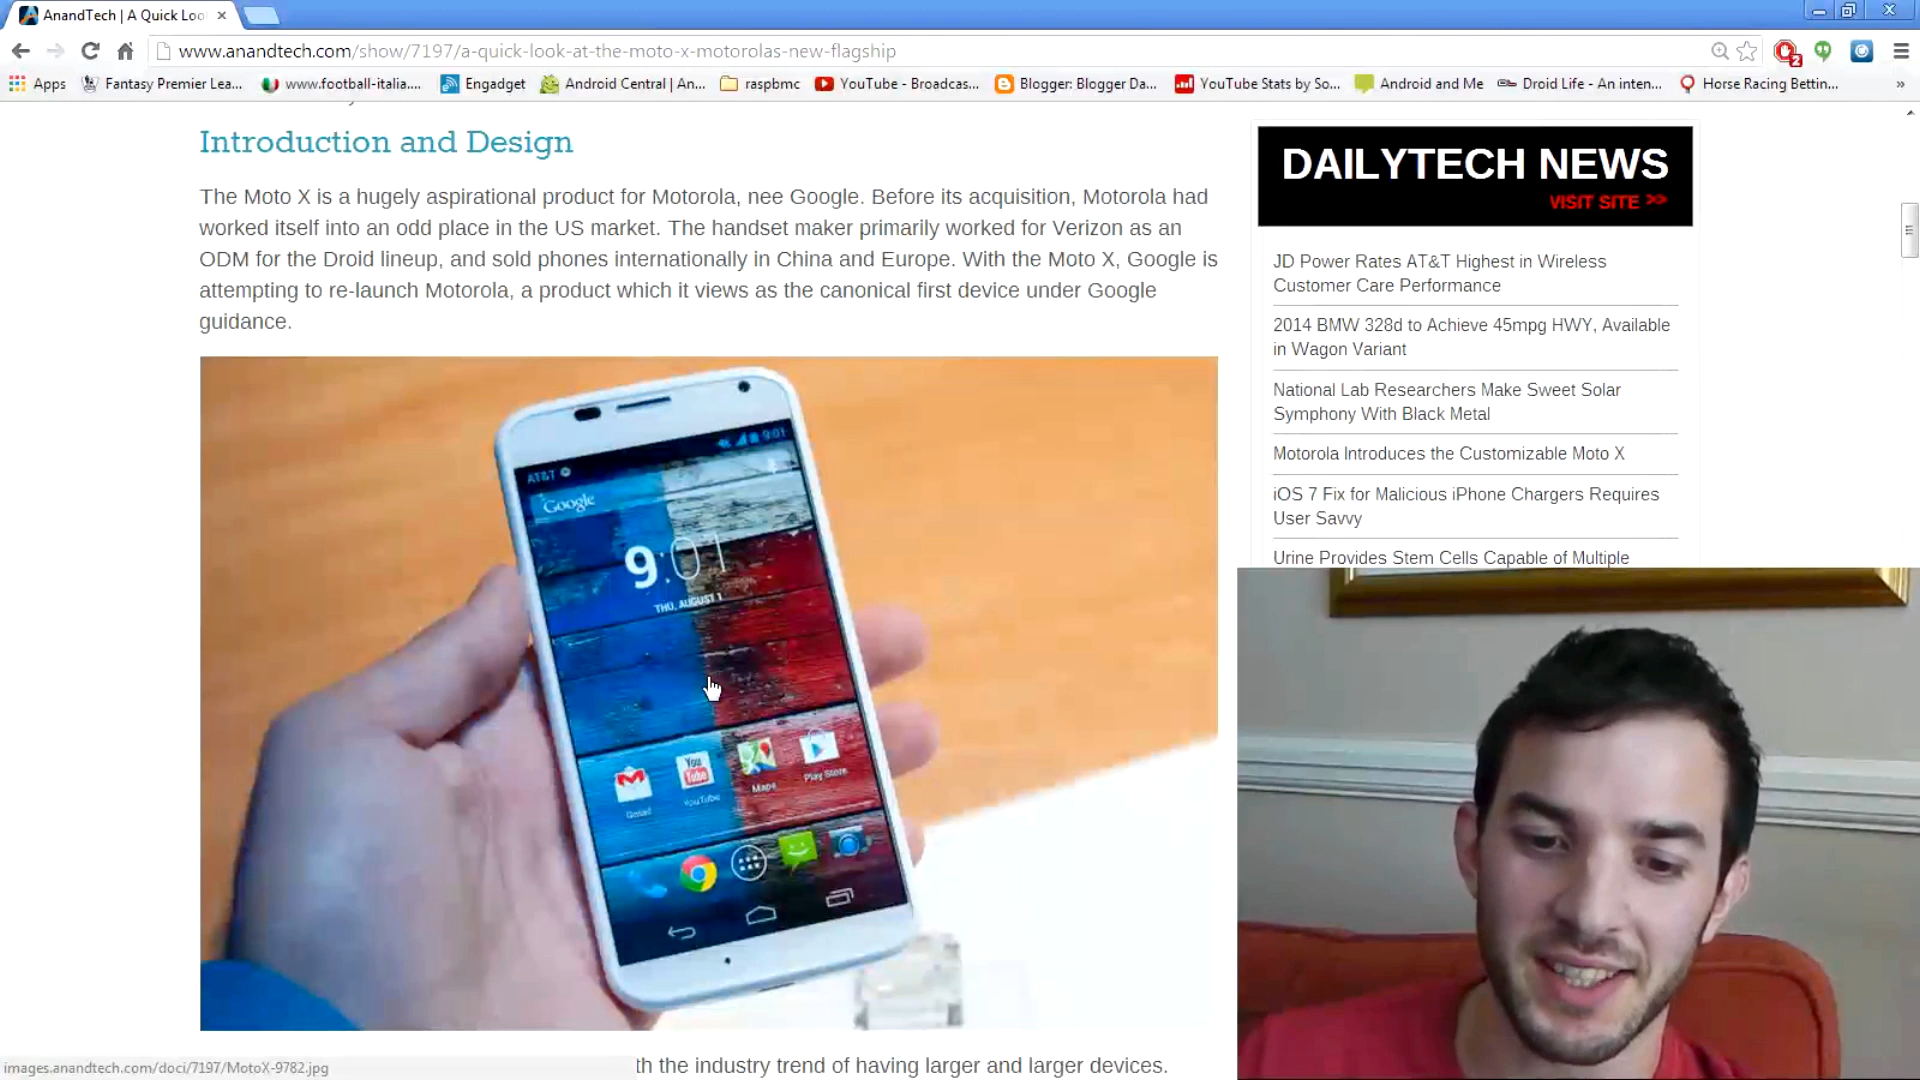 AnandTech | A Quick Loo
www.anandtech.com/show/7197/a-quick-look-at-the-moto-x-motorolas-new-flagship
2
Apps
Fantasy Premier Lea...
www.football-italia....
Engadget
Android Central | An...
raspbmc
YouTube - Broadcas...
Blogger: Blogger Da...
YouTube Stats by So...
Android and Me
Droid Life - An inten...
Horse Racing Bettin...
»
Introduction and Design
The Moto X is a hugely aspirational product for Motorola, nee Google. Before its acquisition, Motorola had
worked itself into an odd place in the US market. The handset maker primarily worked for Verizon as an
ODM for the Droid lineup, and sold phones internationally in China and Europe. With the Moto X, Google is
attempting to re-launch Motorola, a product which it views as the canonical first device under Google
guidance.
9:01
AT&T
Google
9:01
THU, AUGUST 1
Gmail
You
Tube
YouTube
Maps
Play Store
th the industry trend of having larger and larger devices.
images.anandtech.com/doci/7197/MotoX-9782.jpg
DAILYTECH NEWS
VISIT SITE >>
JD Power Rates AT&T Highest in Wireless
Customer Care Performance
2014 BMW 328d to Achieve 45mpg HWY, Available
in Wagon Variant
National Lab Researchers Make Sweet Solar
Symphony With Black Metal
Motorola Introduces the Customizable Moto X
iOS 7 Fix for Malicious iPhone Chargers Requires
User Savvy
Urine Provides Stem Cells Capable of Multiple